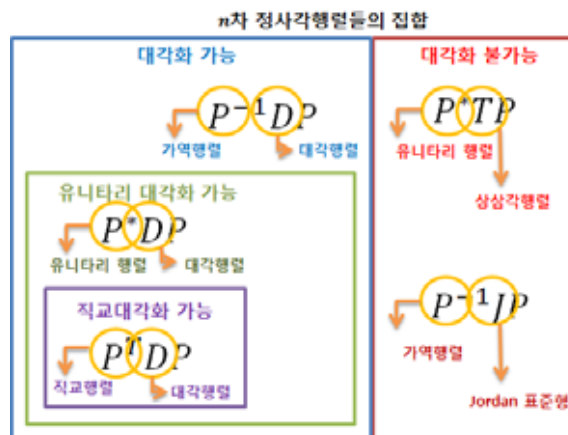 n차 정사각행렬들의 집합
대각화 가능
P⁻¹DP
가역행렬
대각행렬
유니타리 대각화 가능
P*DP
유니타리 행렬
대각행렬
직교대각화 가능
PᵀDP
직교행렬
대각행렬
대각화 불가능
P*TP
유니타리 행렬
상삼각행렬
P⁻¹JP
가역행렬
Jordan 표준형